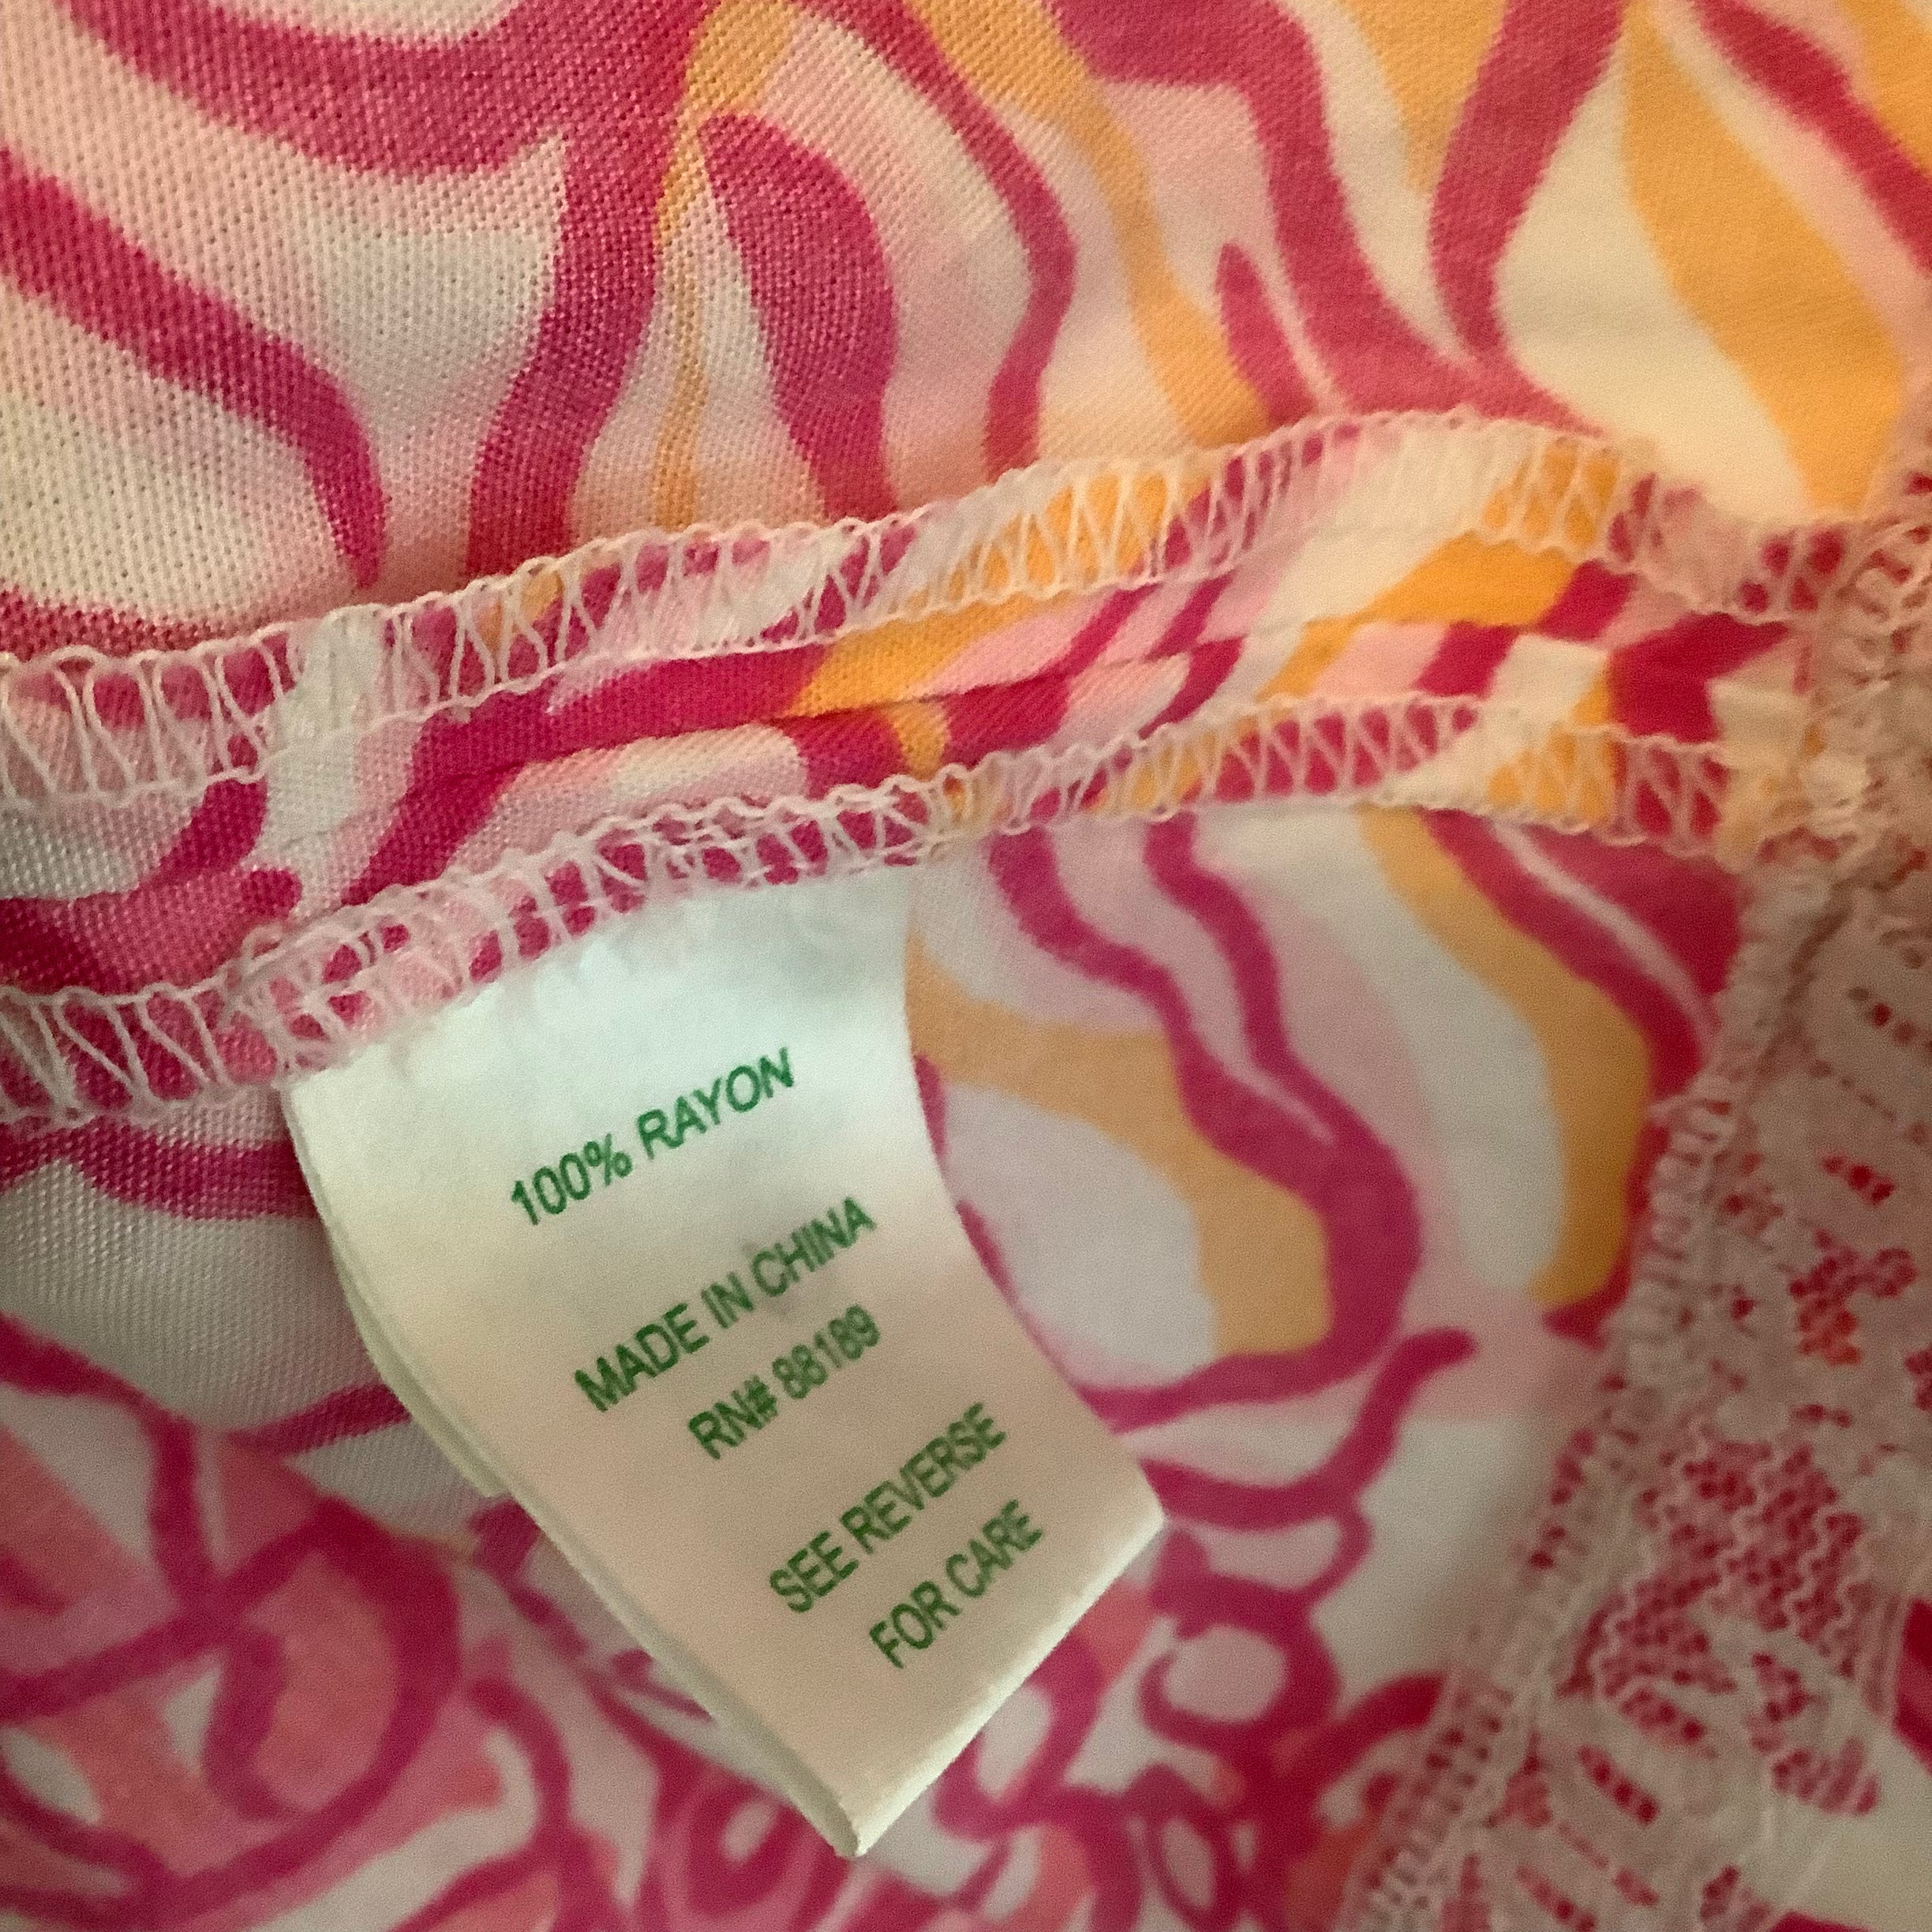 100% RAYON
MADE IN CHINA
RN# 88189
SEE REVERSE
FOR CARE